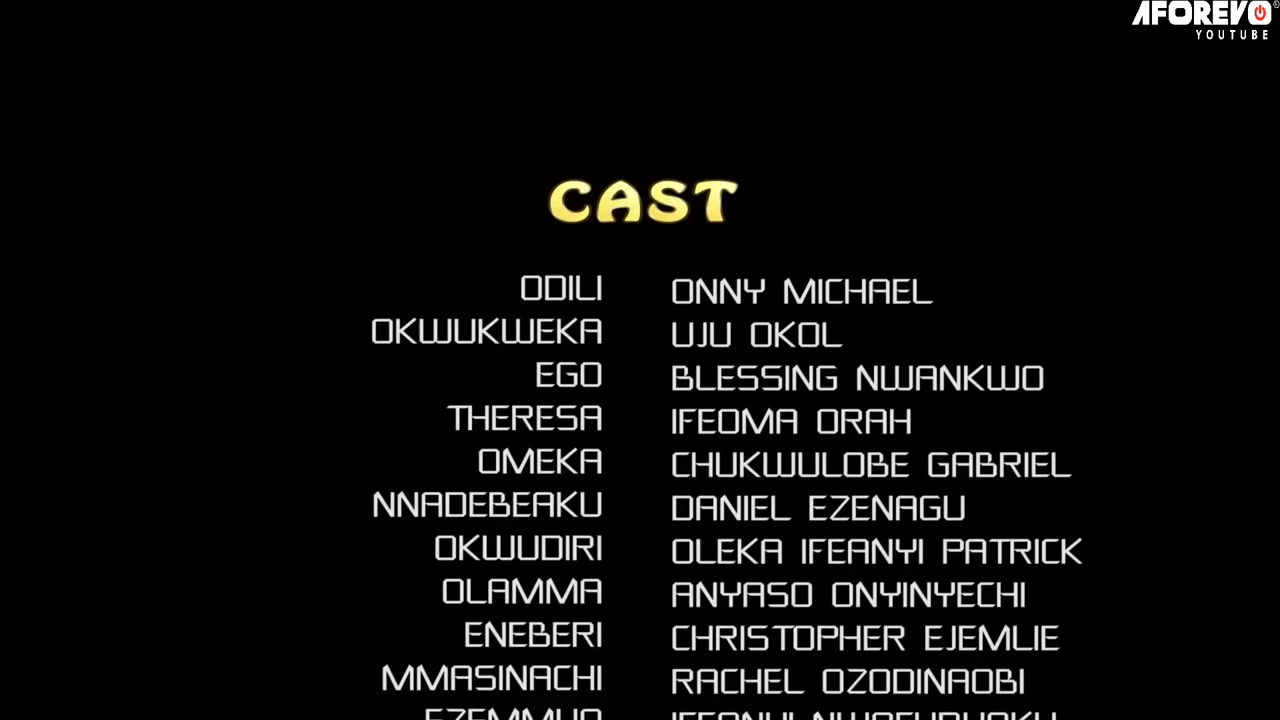 AFOREVO
YOUTUBE
CAST
ODILI ONNY MICHAEL
OKWUKWEKA UJU OKOL
EGO BLESSING NWANKWO
THERESA IFEOMA ORAH
OMEKA CHUKWULOBE GABRIEL
NNADEBEAKU DANIEL EZENAGU
OKWUDIRI OLEKA IFEANYI PATRICK
OLAMMA ANYASO ONYINYECHI
ENEBERI CHRISTOPHER EJEMLIE
MMASINACHI RACHEL OZODINAOBI